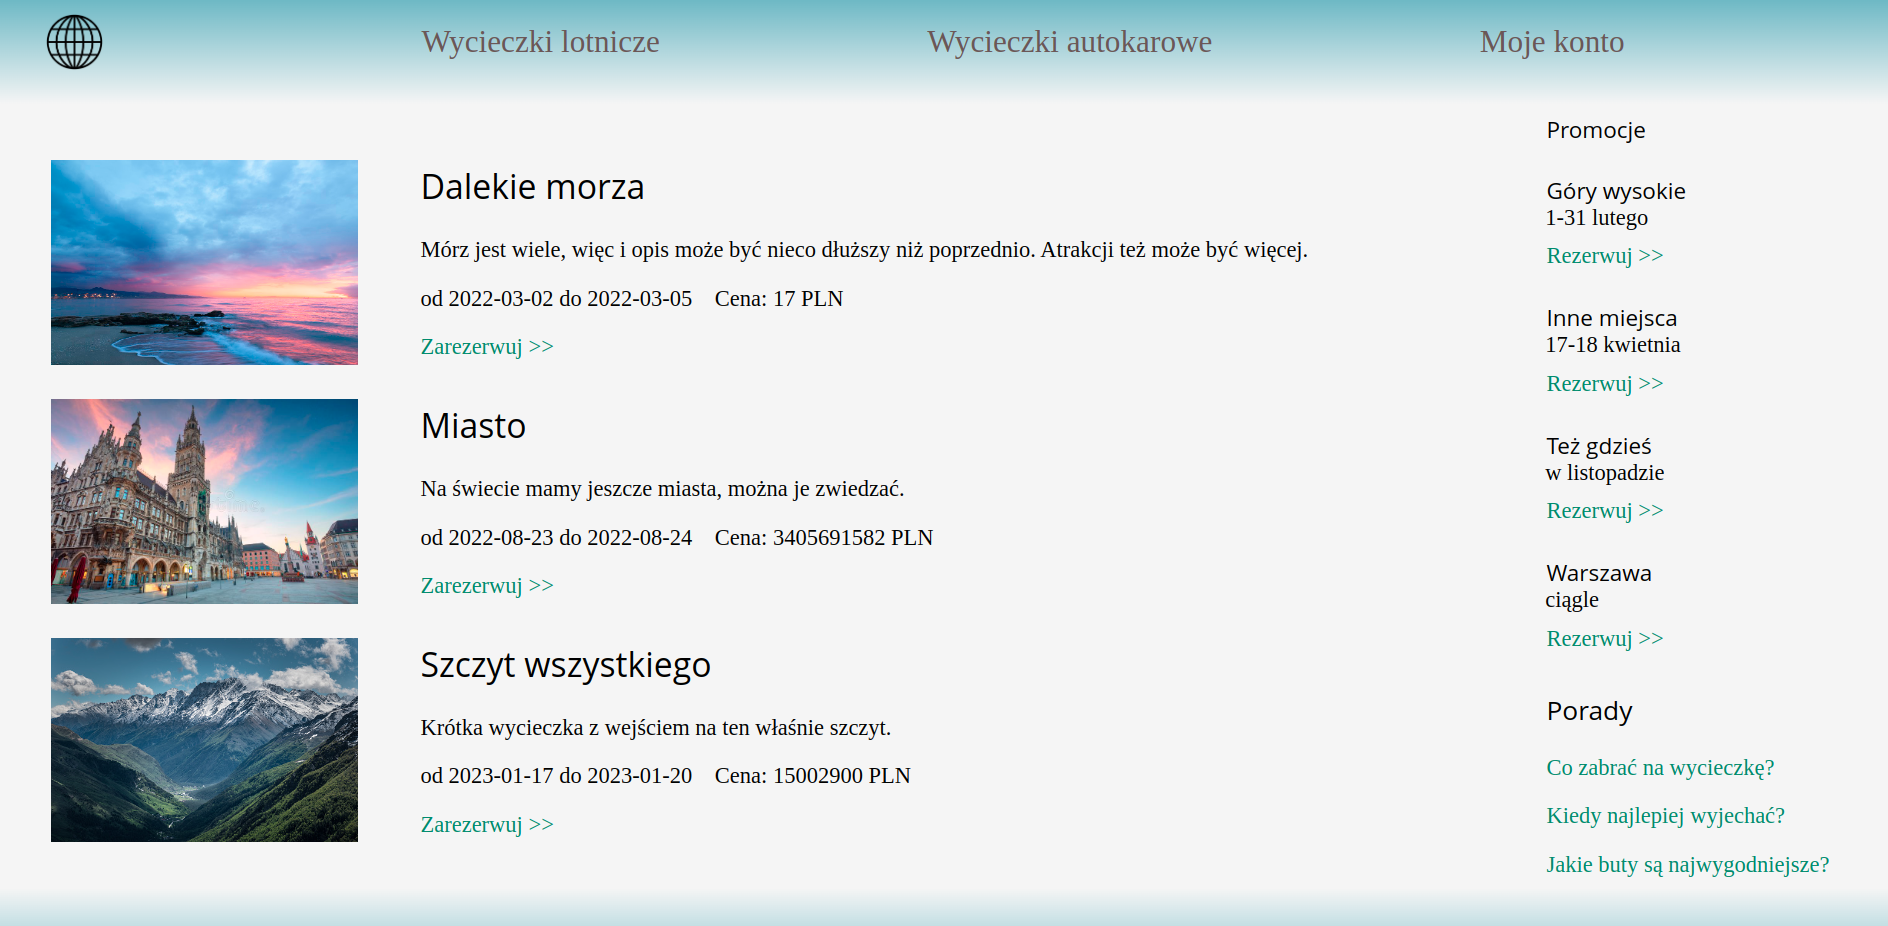 Wycieczki lotnicze
Wycieczki autokarowe
Moje konto
Dalekie morza
Mórz jest wiele, więc i opis może być nieco dłuższy niż poprzednio. Atrakcji też może być więcej.
od 2022-03-02 do 2022-03-05 Cena: 17 PLN
Zarezerwuj >>
Miasto
Na świecie mamy jeszcze miasta, można je zwiedzać.
od 2022-08-23 do 2022-08-24 Cena: 3405691582 PLN
Zarezerwuj >>
Szczyt wszystkiego
Krótka wycieczka z wejściem na ten właśnie szczyt.
od 2023-01-17 do 2023-01-20 Cena: 15002900 PLN
Zarezerwuj >>
Promocje
Góry wysokie
1-31 lutego
Rezerwuj >>
Inne miejsca
17-18 kwietnia
Rezerwuj >>
Też gdzieś
w listopadzie
Rezerwuj >>
Warszawa
ciągle
Rezerwuj >>
Porady
Co zabrać na wycieczkę?
Kiedy najlepiej wyjechać?
Jakie buty są najwygodniejsze?